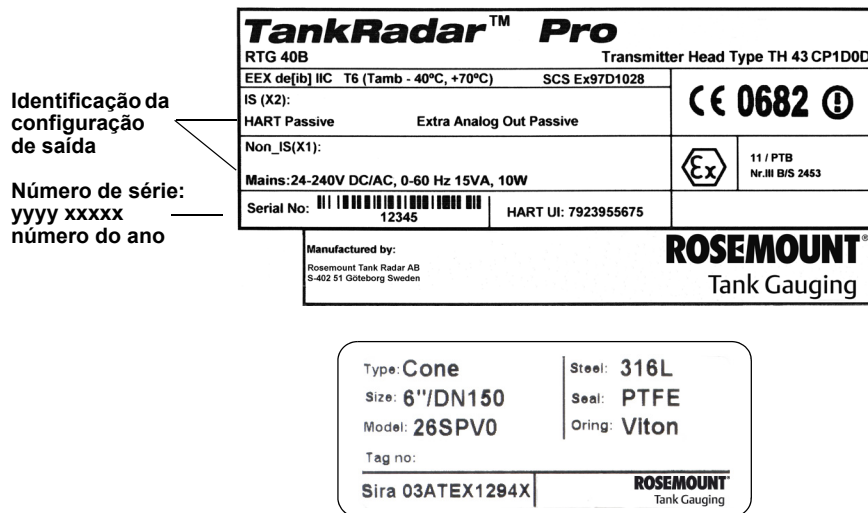 TankRadar™ Pro
RTG 40B Transmitter Head Type TH 43 CP1D0D
EEX de[ib] IIC T6 (Tamb - 40ºC, +70ºC) SCS Ex97D1028
IS (X2):
HART Passive Extra Analog Out Passive
CE 0682
Identificação da
configuração
de saída
Non_IS(X1):
Mains:24-240V DC/AC, 0-60 Hz 15VA, 10W
Ex
11 / PTB
Nr.III B/S 2453
Número de série:
yyyy xxxxx
número do ano
Serial No:
12345
HART UI: 7923955675
Manufactured by:
Rosemount Tank Radar AB
S-402 51 Göteborg Sweden
ROSEMOUNT®
Tank Gauging
Type: Cone Steel: 316L
Size: 6"/DN150 Seal: PTFE
Model: 26SPV0 Oring: Viton
Tag no:
Sira 03ATEX1294X
ROSEMOUNT
Tank Gauging